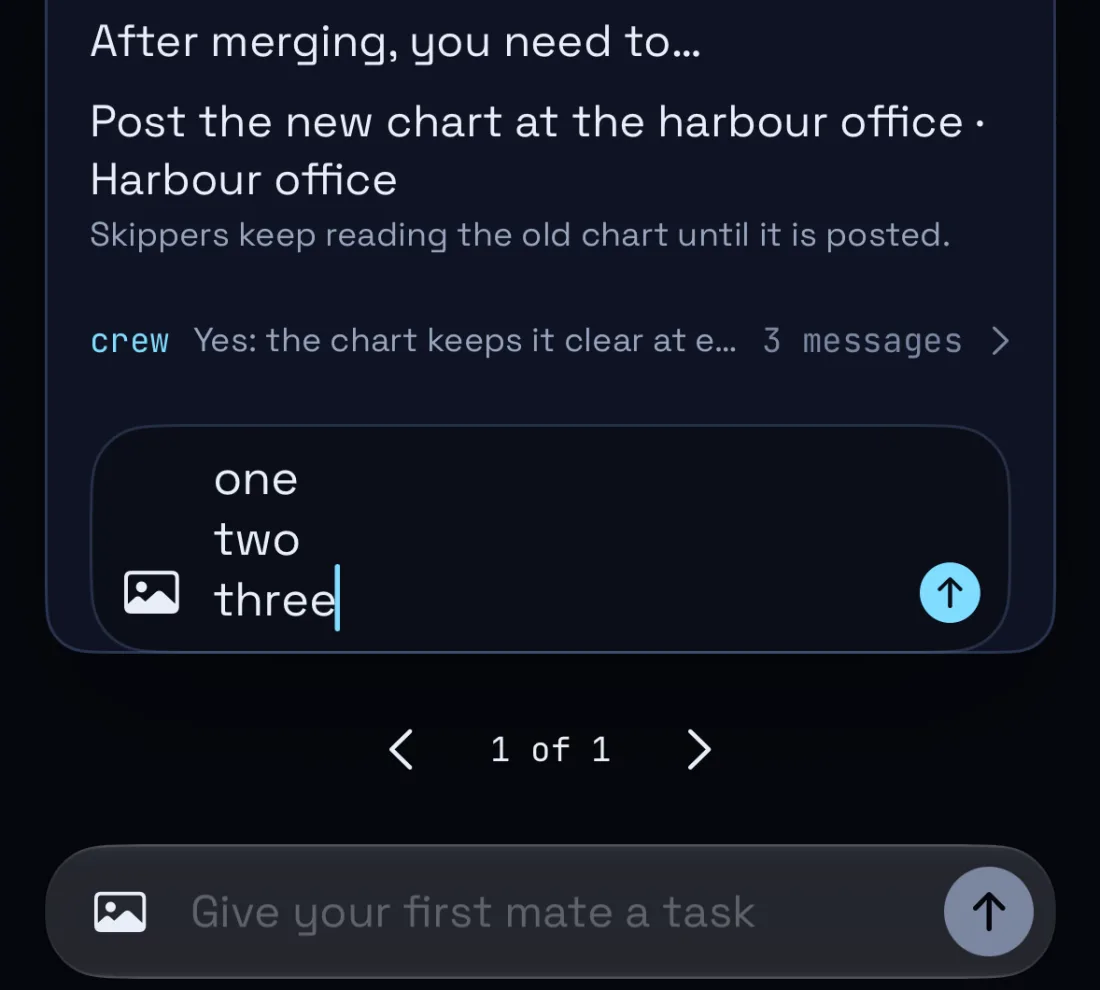 After merging, you need to…
Post the new chart at the harbour office ·
Harbour office
Skippers keep reading the old chart until it is posted.
crew Yes: the chart keeps it clear at e… 3 messages
one
two
three
1 of 1
Give your first mate a task